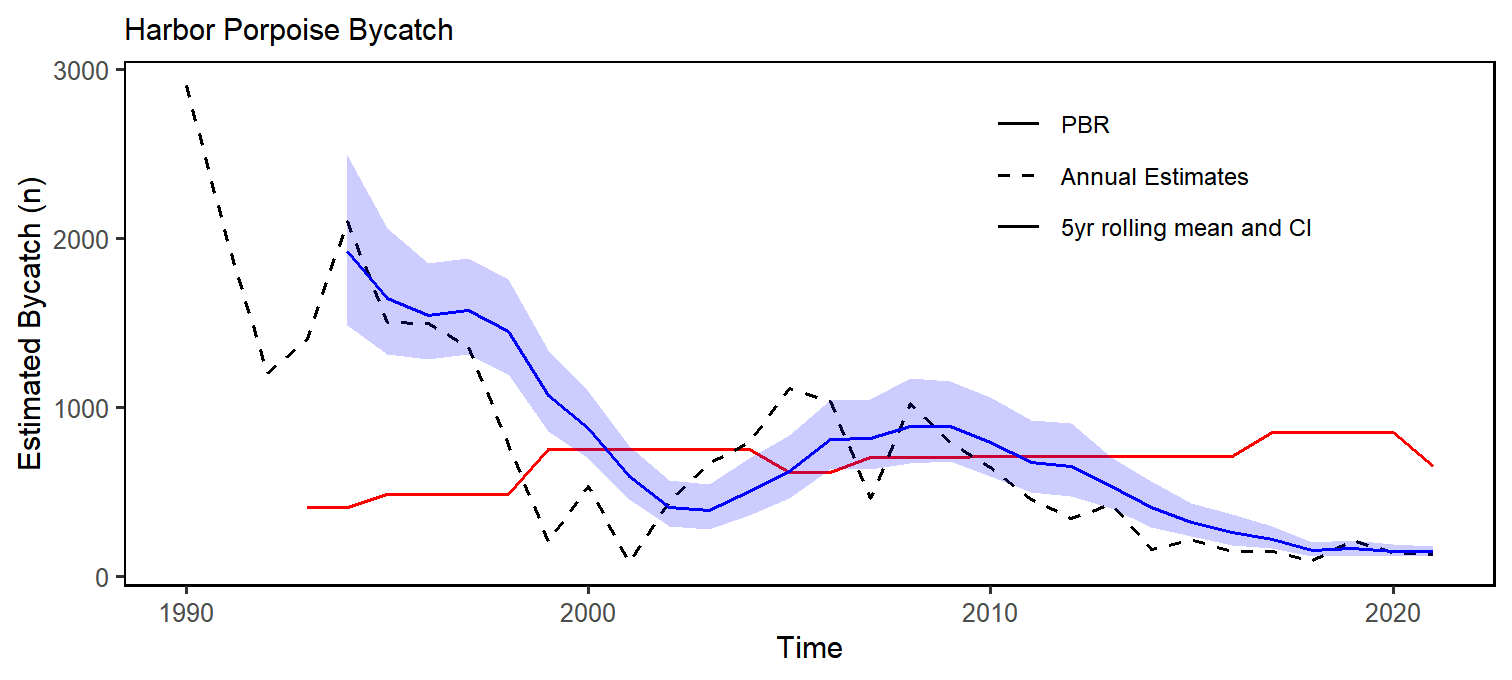 Harbor Porpoise Bycatch
3000
2000
1000
0
Estimated Bycatch (n)
PBR
Annual Estimates
5yr rolling mean and CI
1990
2000
2010
2020
Time